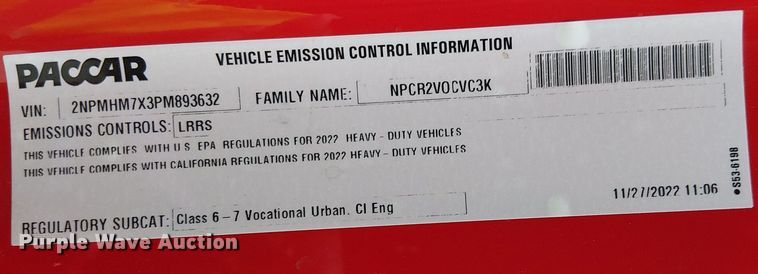 PACCAR
VEHICLE EMISSION CONTROL INFORMATION
VIN: 2NPMHM7X3PM893632 FAMILY NAME: NPCR2VOCVC3K
EMISSIONS CONTROLS: LRRS
THIS VEHICLE COMPLIES WITH U.S. EPA REGULATIONS FOR 2022 HEAVY - DUTY VEHICLES
THIS VEHICLE COMPLIES WITH CALIFORNIA REGULATIONS FOR 2022 HEAVY - DUTY VEHICLES
REGULATORY SUBCAT: Class 6 - 7 Vocational Urban. CI Eng
11/27/2022 11:06
●S53-6198
Purple Wave Auction